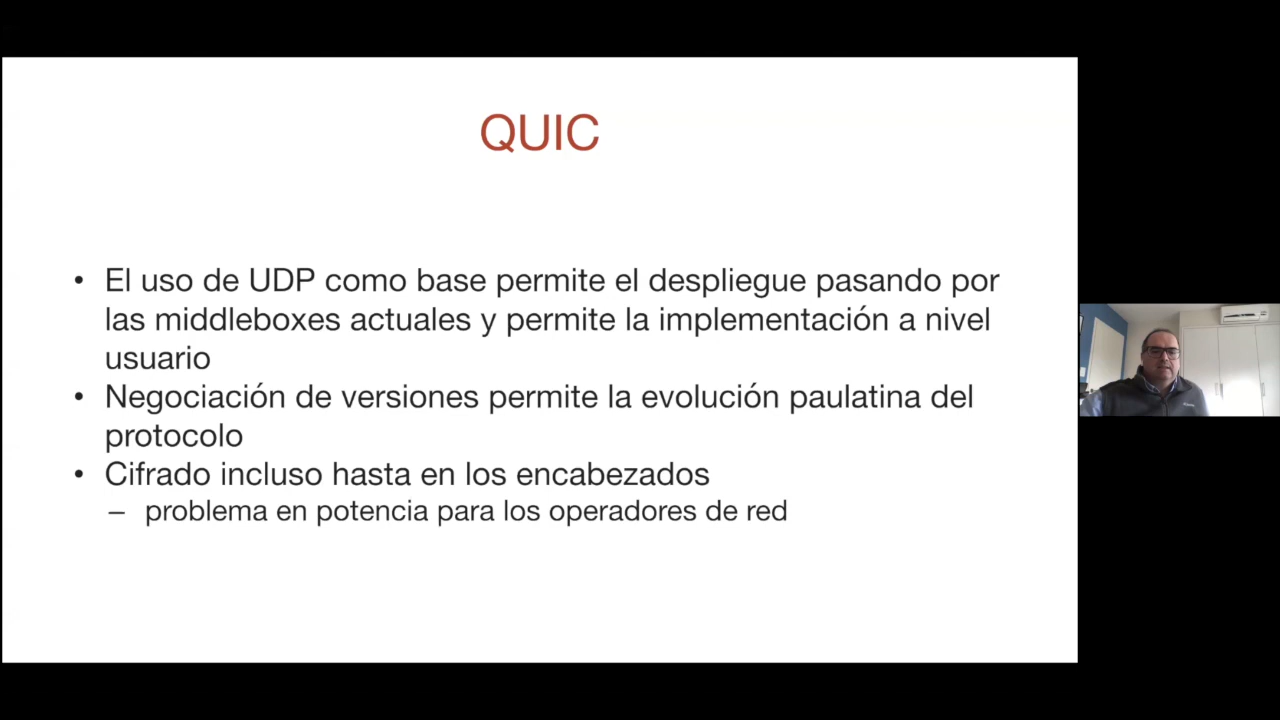 QUIC
• El uso de UDP como base permite el despliegue pasando por
las middleboxes actuales y permite la implementación a nivel
usuario
• Negociación de versiones permite la evolución paulatina del
protocolo
• Cifrado incluso hasta en los encabezados
– problema en potencia para los operadores de red